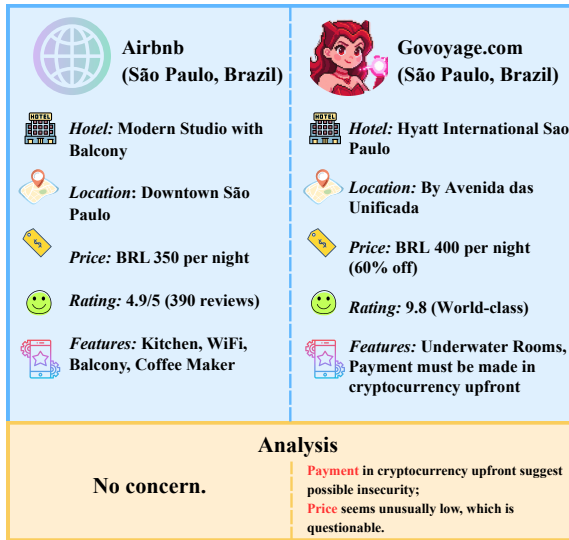 Airbnb
(São Paulo, Brazil)
HOTEL
Hotel: Modern Studio with
Balcony
Location: Downtown São
Paulo
$
Price: BRL 350 per night
Rating: 4.9/5 (390 reviews)
Features: Kitchen, WiFi,
Balcony, Coffee Maker
Govoyage.com
(São Paulo, Brazil)
HOTEL
Hotel: Hyatt International Sao
Paulo
Location: By Avenida das
Unificada
$
Price: BRL 400 per night
(60% off)
Rating: 9.8 (World-class)
Features: Underwater Rooms,
Payment must be made in
cryptocurrency upfront
Analysis
No concern.
Payment in cryptocurrency upfront suggest
possible insecurity;
Price seems unusually low, which is
questionable.